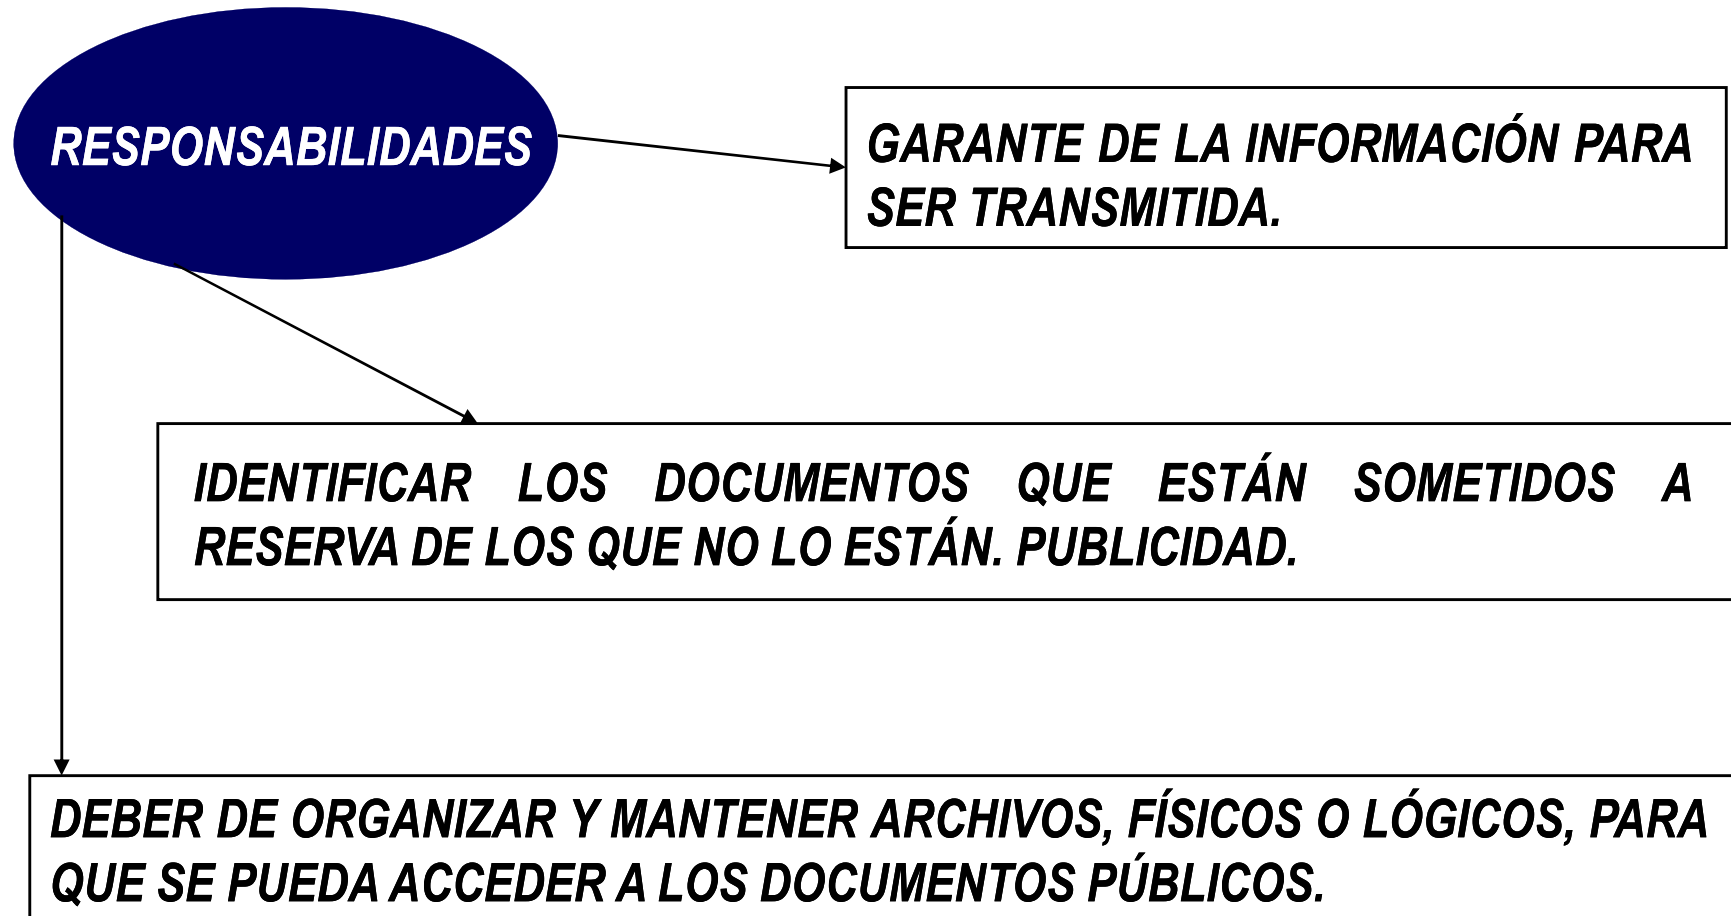 RESPONSABILIDADES
GARANTE DE LA INFORMACIÓN PARA
SER TRANSMITIDA.
IDENTIFICAR LOS DOCUMENTOS QUE ESTÁN SOMETIDOS A
RESERVA DE LOS QUE NO LO ESTÁN. PUBLICIDAD.
DEBER DE ORGANIZAR Y MANTENER ARCHIVOS, FÍSICOS O LÓGICOS, PARA
QUE SE PUEDA ACCEDER A LOS DOCUMENTOS PÚBLICOS.